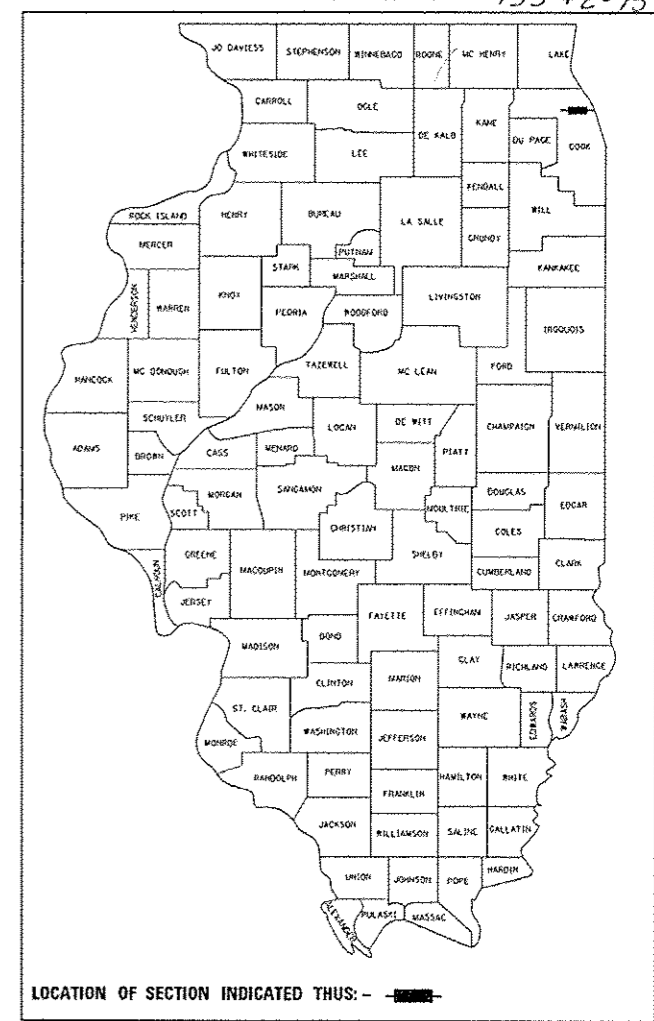 JO DAVIESS STEPHENSON WINNEBAGO BOONE MC HENRY LAKE
CARROLL OGLE DE KALB KANE DU PAGE COOK
WHITESIDE LEE
KENDALL WILL
ROCK ISLAND HENRY BUREAU LA SALLE GRUNDY
MERCER PUTNAM KANKAKEE
STARK MARSHALL
HENDERSON WARREN KNOX PEORIA WOODFORD LIVINGSTON IROQUOIS
HANCOCK MC DONOUGH FULTON TAZEWELL MC LEAN FORD
SCHUYLER MASON LOGAN DE WITT CHAMPAIGN VERMILION
ADAMS BROWN CASS MENARD MACON PIATT
PIKE SCOTT MORGAN SANGAMON CHRISTIAN MOULTRIE DOUGLAS EDGAR
COLES
GREENE MACOUPIN MONTGOMERY SHELBY CUMBERLAND CLARK
CALHOUN JERSEY FAYETTE EFFINGHAM JASPER CRAWFORD
MADISON BOND
CLAY RICHLAND LAWRENCE
CLINTON MARION
ST. CLAIR WAYNE EDWARDS WABASH
MONROE WASHINGTON JEFFERSON
RANDOLPH PERRY HAMILTON WHITE
FRANKLIN
JACKSON WILLIAMSON SALINE GALLATIN
UNION JOHNSON POPE HARDIN
ALEXANDER PULASKI MASSAC
LOCATION OF SECTION INDICATED THUS: -